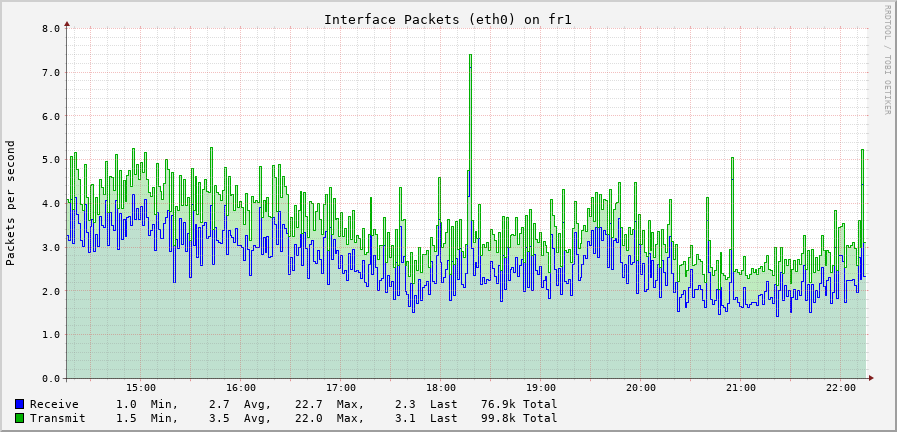 Interface Packets (eth0) on fr1
RRDTOOL / TOBI OETIKER
Packets per second
8.0
7.0
6.0
5.0
4.0
3.0
2.0
1.0
0.0
15:00 16:00 17:00 18:00 19:00 20:00 21:00 22:00
Receive 1.0 Min, 2.7 Avg, 22.7 Max, 2.3 Last 76.9k Total
Transmit 1.5 Min, 3.5 Avg, 22.0 Max, 3.1 Last 99.8k Total